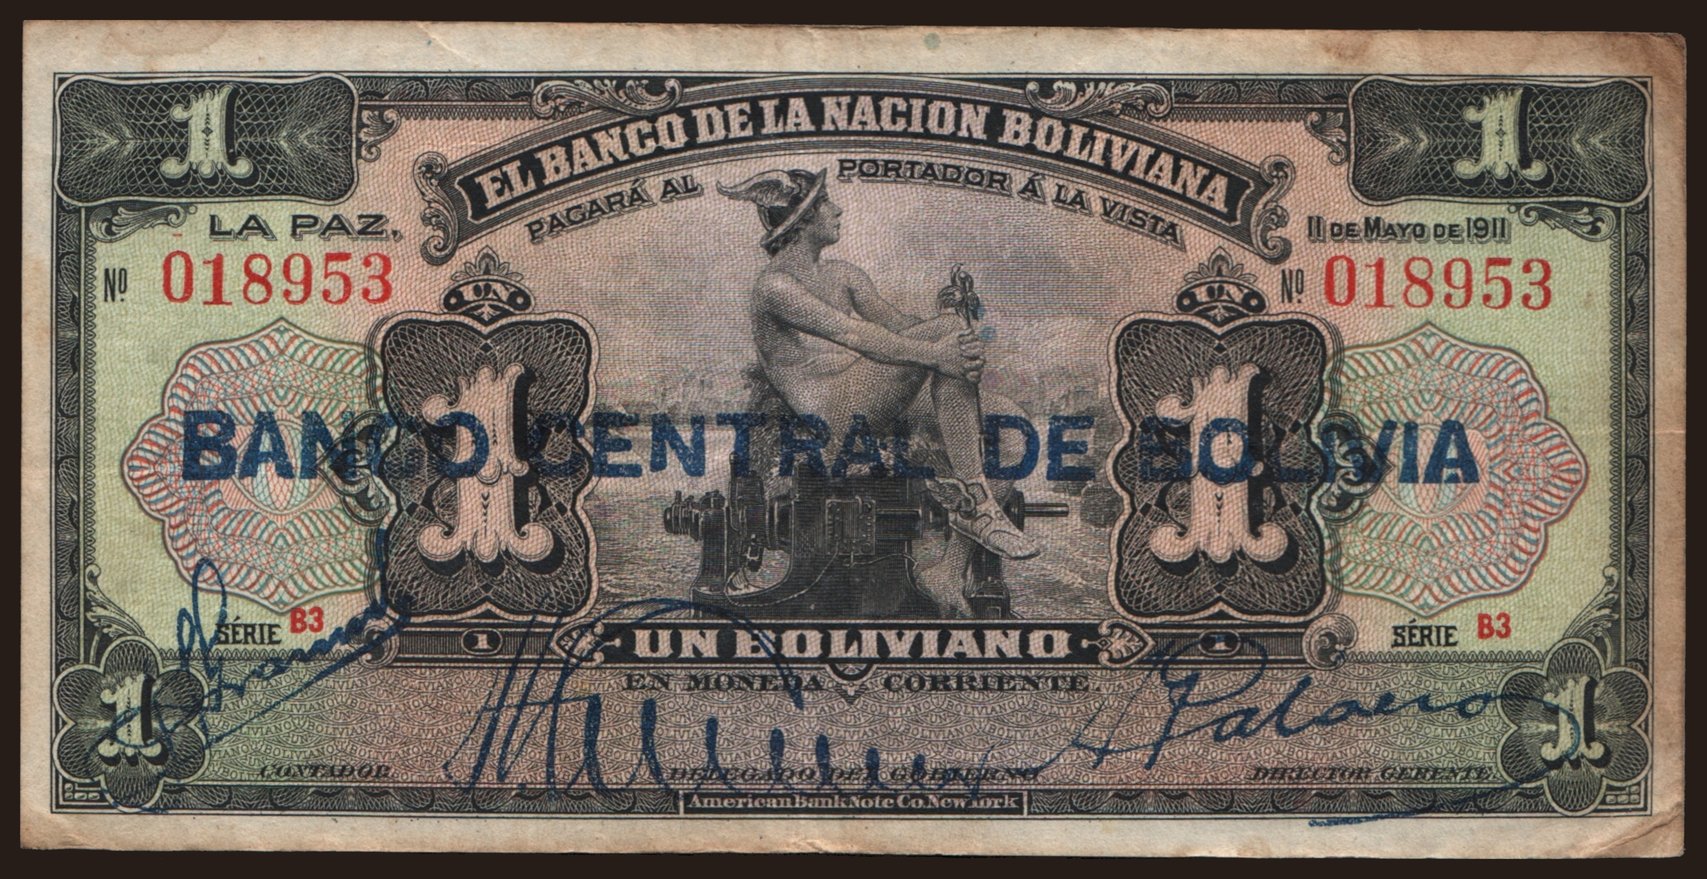 EL BANCO DE LA NACION BOLIVIANA
PAGARÁ AL PORTADOR Á LA VISTA
1 1
LA PAZ, 11 DE MAYO DE 1911
Nº 018953 Nº 018953
UN UN
1 1
BANCO CENTRAL DE BOLIVIA
SÉRIE B3 SÉRIE B3
1 UN BOLIVIANO 1
EN MONEDA CORRIENTE.
1 1
CONTADOR. DELEGADO DEL GOBIERNO DIRECTOR GERENTE.
American Bank Note Co. New York